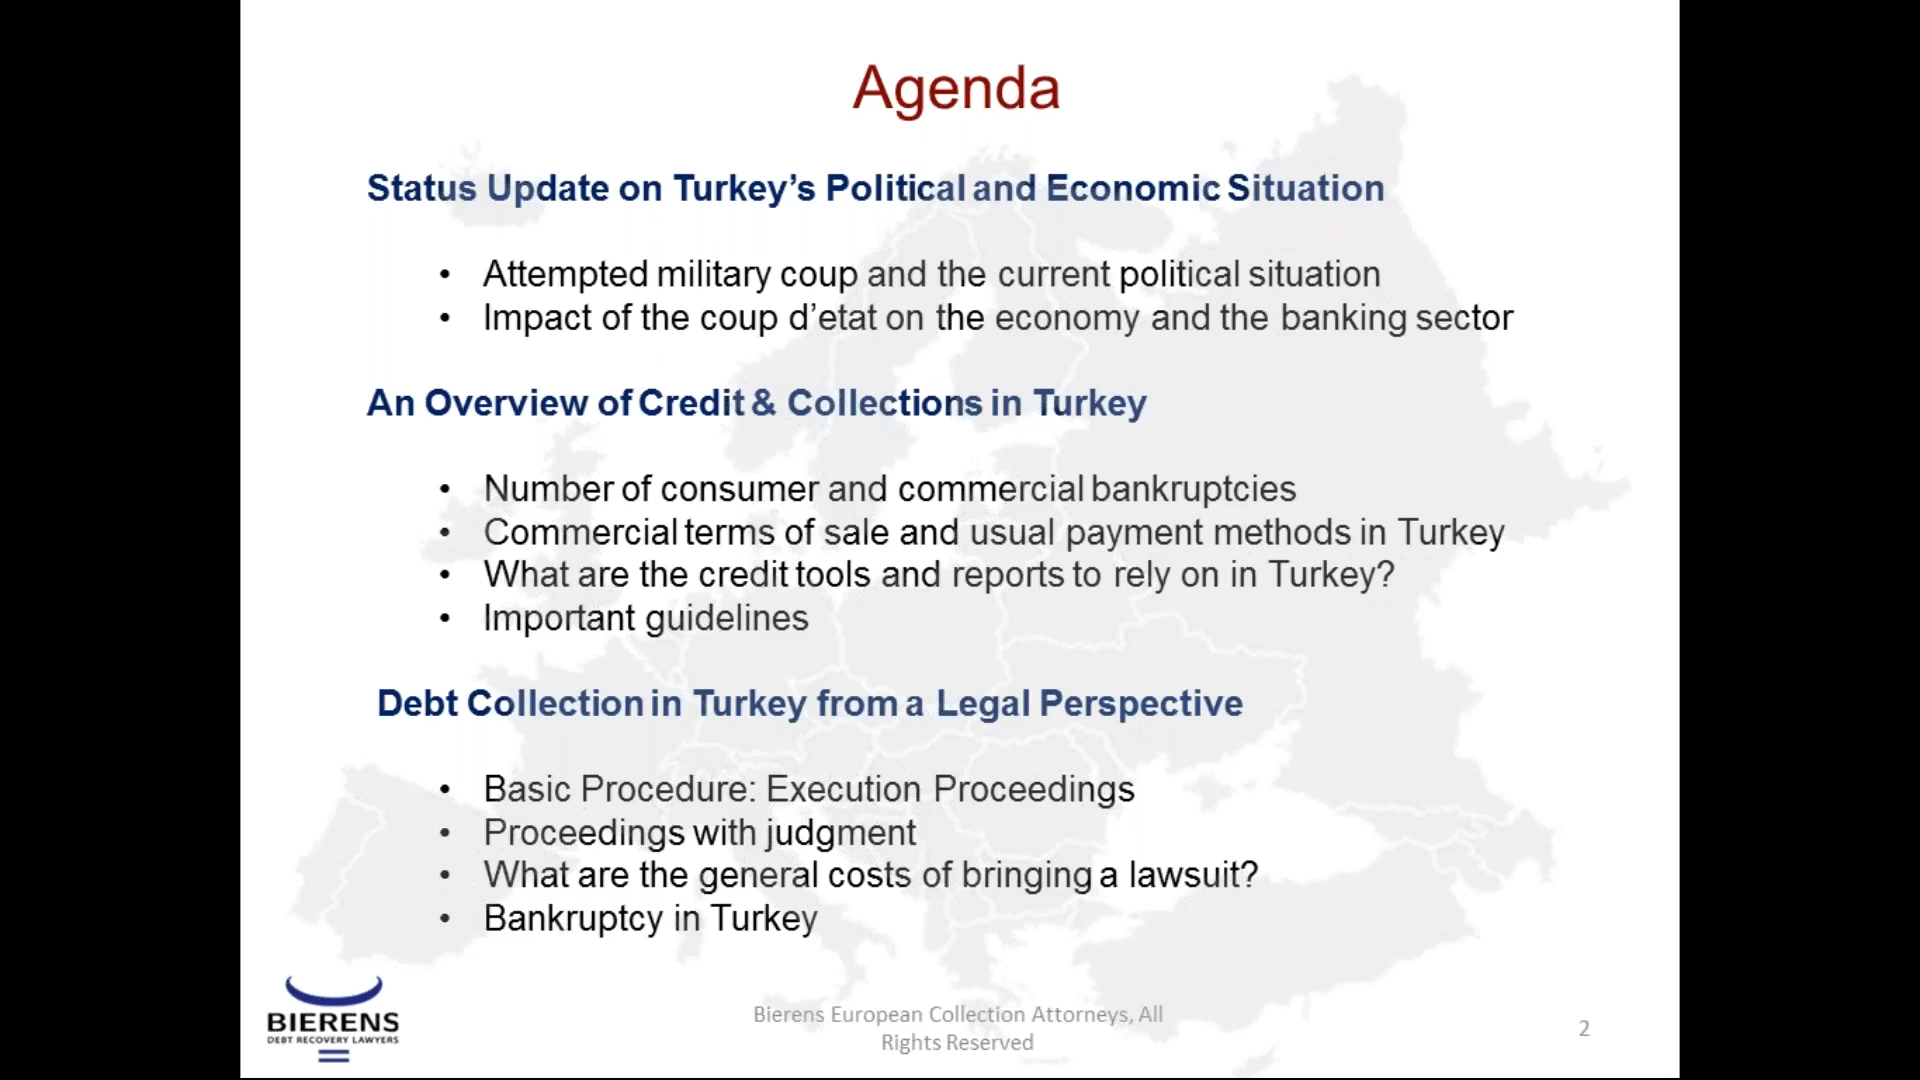 Agenda
Status Update on Turkey’s Political and Economic Situation
• Attempted military coup and the current political situation
• Impact of the coup d’etat on the economy and the banking sector
An Overview of Credit & Collections in Turkey
• Number of consumer and commercial bankruptcies
• Commercial terms of sale and usual payment methods in Turkey
• What are the credit tools and reports to rely on in Turkey?
• Important guidelines
Debt Collection in Turkey from a Legal Perspective
• Basic Procedure: Execution Proceedings
• Proceedings with judgment
• What are the general costs of bringing a lawsuit?
• Bankruptcy in Turkey
BIERENS
DEBT RECOVERY LAWYERS
Bierens European Collection Attorneys, All
Rights Reserved
2